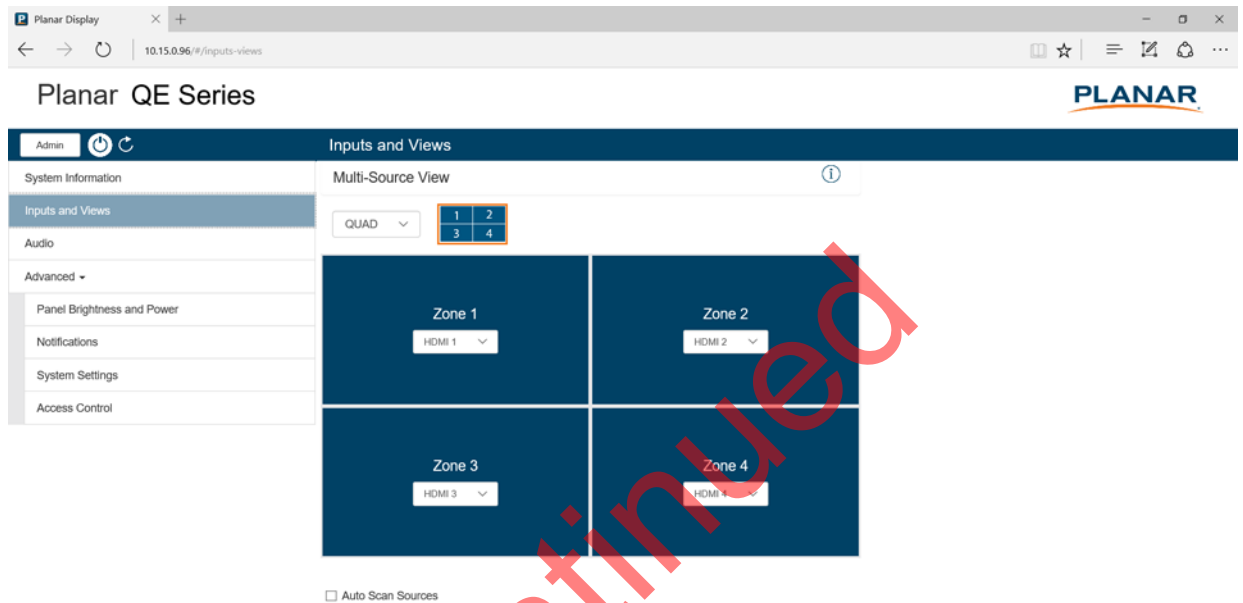 Planar Display
10.15.0.96/#/inputs-views
Planar QE Series
PLANAR
Admin
Inputs and Views
System Information
Inputs and Views
Audio
Advanced
Panel Brightness and Power
Notifications
System Settings
Access Control
Multi-Source View
QUAD
1 2
3 4
Zone 1
HDMI 1
Zone 2
HDMI 2
Zone 3
HDMI 3
Zone 4
HDMI 4
Auto Scan Sources
tinued